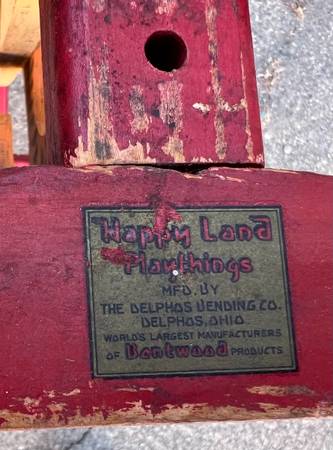 Happy Land
Playthings
MFD. BY
THE DELPHOS BENDING CO.
DELPHOS, OHIO
WORLD'S LARGEST MANUFACTURERS
OF Bentwood PRODUCTS